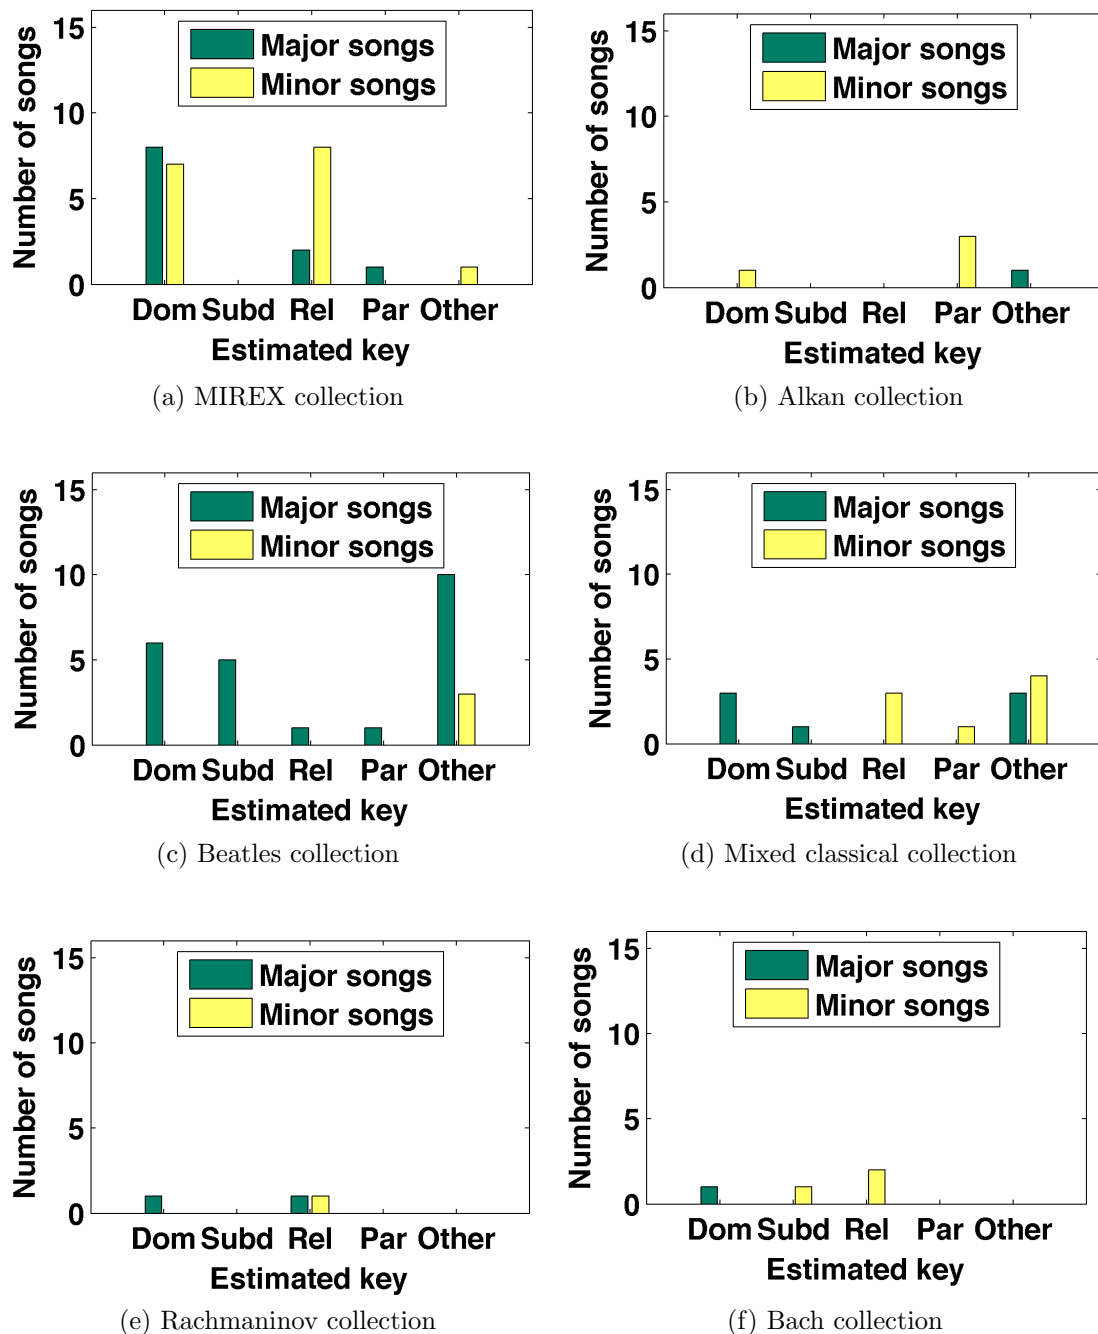 Number of songs
15
10
5
0
Major songs
Minor songs
Dom Subd Rel Par Other
Estimated key
(a) MIREX collection
Number of songs
15
10
5
0
Major songs
Minor songs
Dom Subd Rel Par Other
Estimated key
(b) Alkan collection
Number of songs
15
10
5
0
Major songs
Minor songs
Dom Subd Rel Par Other
Estimated key
(c) Beatles collection
Number of songs
15
10
5
0
Major songs
Minor songs
Dom Subd Rel Par Other
Estimated key
(d) Mixed classical collection
Number of songs
15
10
5
0
Major songs
Minor songs
Dom Subd Rel Par Other
Estimated key
(e) Rachmaninov collection
Number of songs
15
10
5
0
Major songs
Minor songs
Dom Subd Rel Par Other
Estimated key
(f) Bach collection